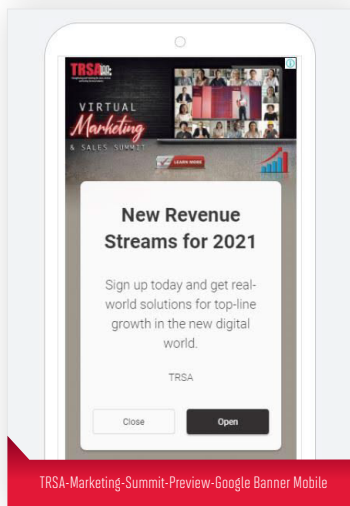 TRSA
VIRTUAL
Marketing
& SALES SUMMIT
LEARN MORE
New Revenue
Streams for 2021
Sign up today and get real-
world solutions for top-line
growth in the new digital
world.
TRSA
Close
Open
TRSA-Marketing-Summit-Preview-Google Banner Mobile